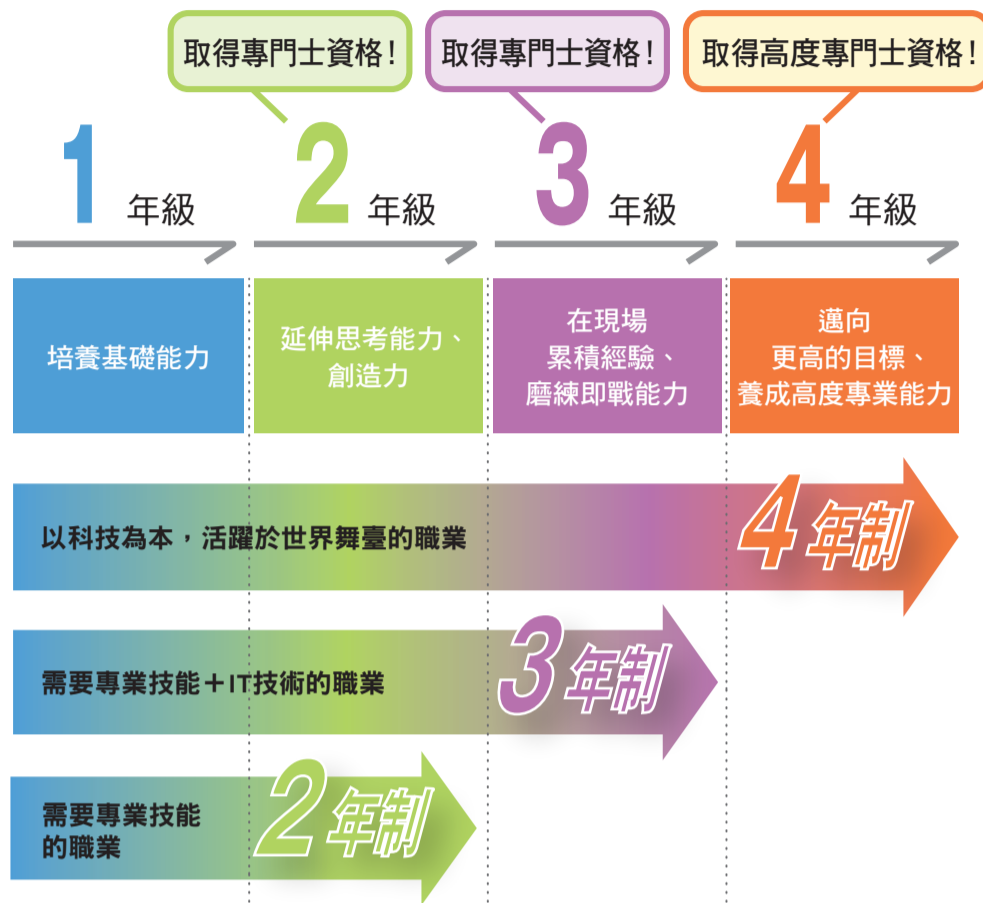 取得專門士資格!
取得專門士資格!
取得高度專門士資格!
1 年級
2 年級
3 年級
4 年級
培養基礎能力
延伸思考能力、
創造力
在現場
累積經驗、
磨練即戰能力
邁向
更高的目標、
養成高度專業能力
以科技為本，活躍於世界舞臺的職業
4 年制
需要專業技能＋IT技術的職業
3 年制
需要專業技能
的職業
2 年制